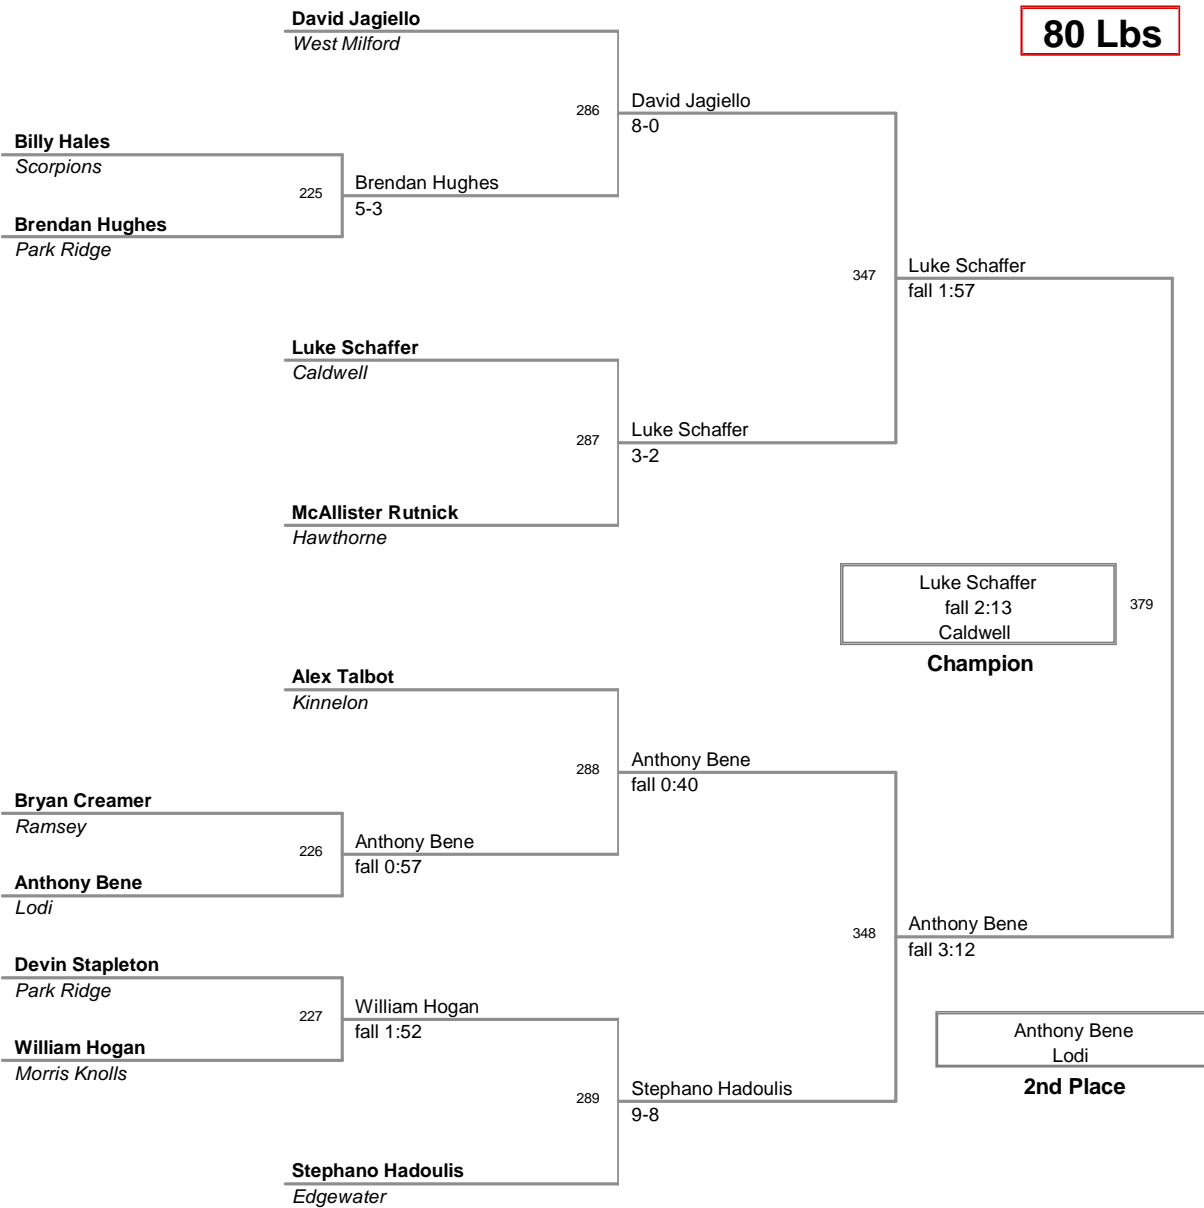 David Jagiello
West Milford
80 Lbs
286
David Jagiello
8-0
Billy Hales
Scorpions
225
Brendan Hughes
5-3
Brendan Hughes
Park Ridge
347
Luke Schaffer
fall 1:57
Luke Schaffer
Caldwell
287
Luke Schaffer
3-2
McAllister Rutnick
Hawthorne
Luke Schaffer
fall 2:13
Caldwell
379
Champion
Alex Talbot
Kinnelon
288
Anthony Bene
fall 0:40
Bryan Creamer
Ramsey
226
Anthony Bene
fall 0:57
Anthony Bene
Lodi
348
Anthony Bene
fall 3:12
Devin Stapleton
Park Ridge
227
William Hogan
fall 1:52
William Hogan
Morris Knolls
Anthony Bene
Lodi
2nd Place
289
Stephano Hadoulis
9-8
Stephano Hadoulis
Edgewater